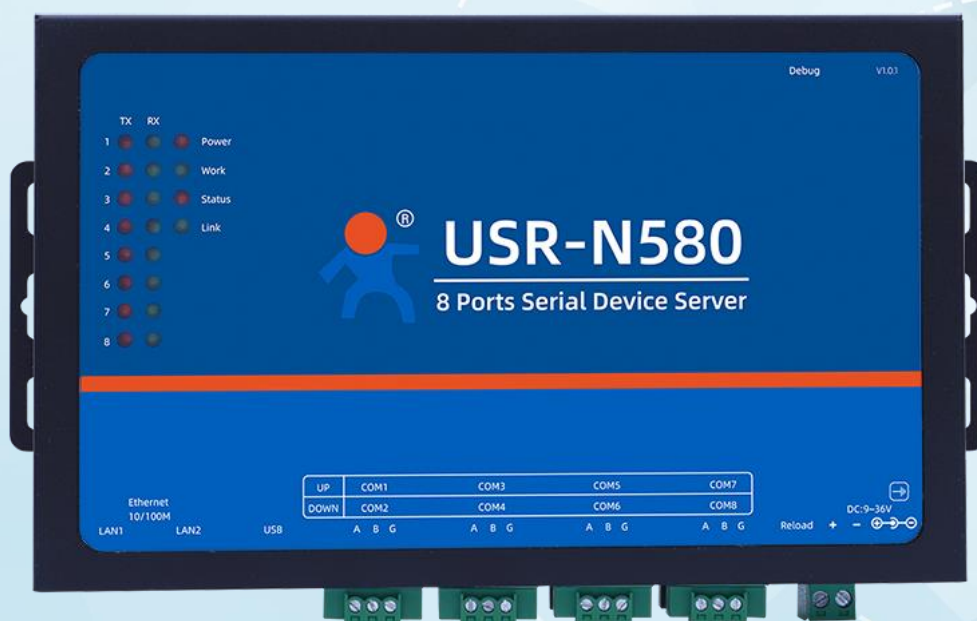 Debug V1.0.1
TX RX
1 Power
2 Work
3 Status
4 Link
5
6
7
8
®
USR-N580
8 Ports Serial Device Server
UP COM1 COM3 COM5 COM7
DOWN COM2 COM4 COM6 COM8
Ethernet
10/100M
DC:9-36V
LAN1 LAN2 USB A B G A B G A B G A B G Reload + −